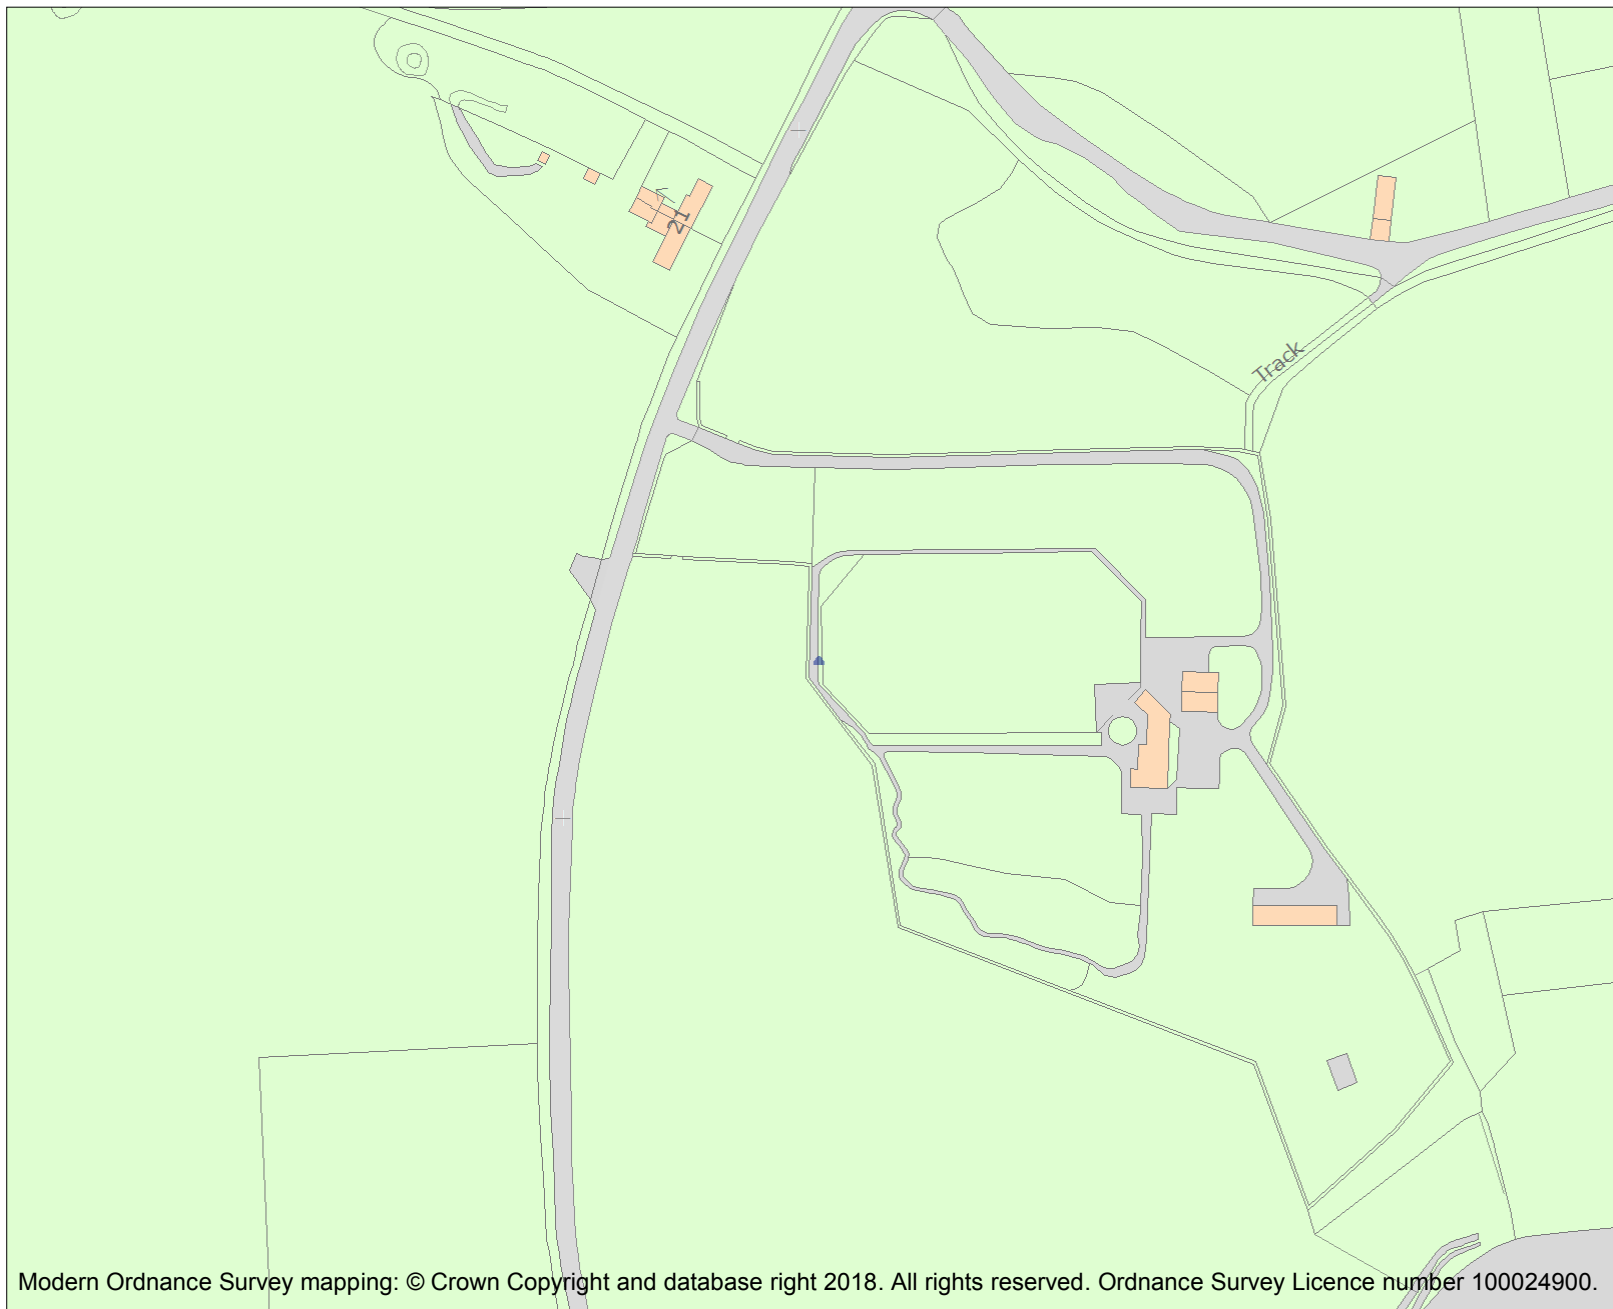 21
Track
Modern Ordnance Survey mapping: © Crown Copyright and database right 2018. All rights reserved. Ordnance Survey Licence number 100024900.